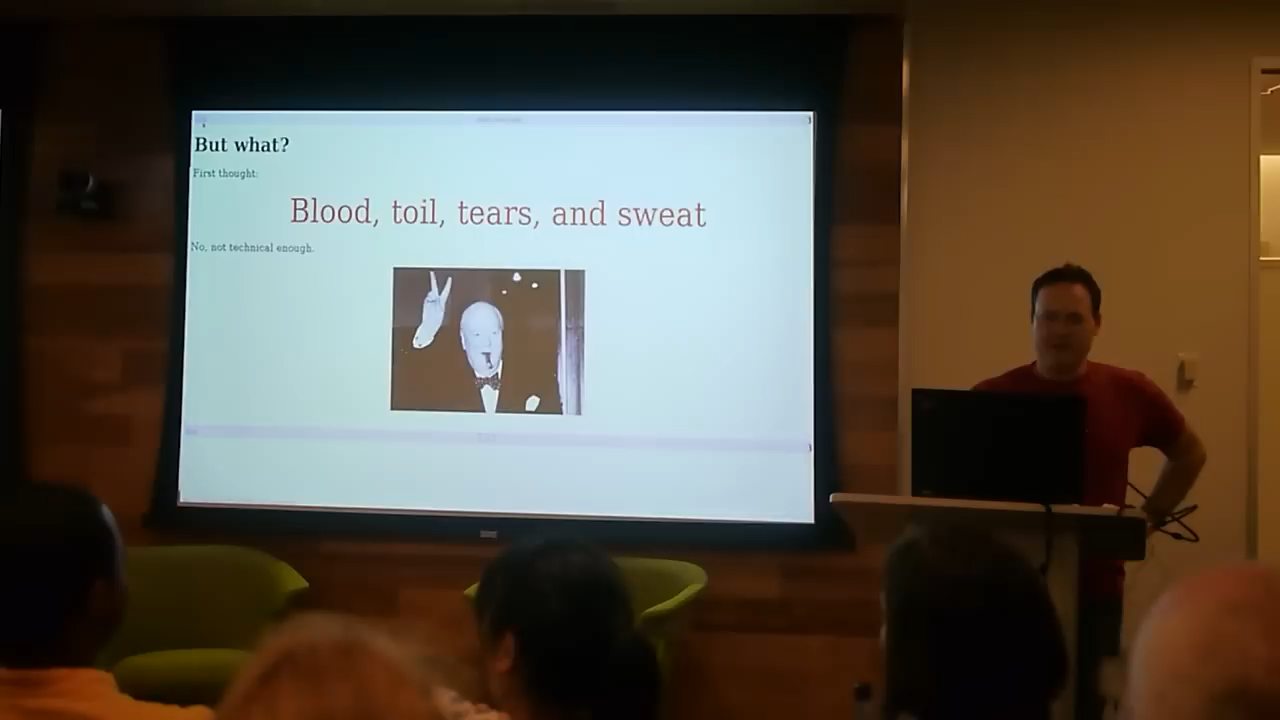 But what?
First thought:
Blood, toil, tears, and sweat
No, not technical enough.